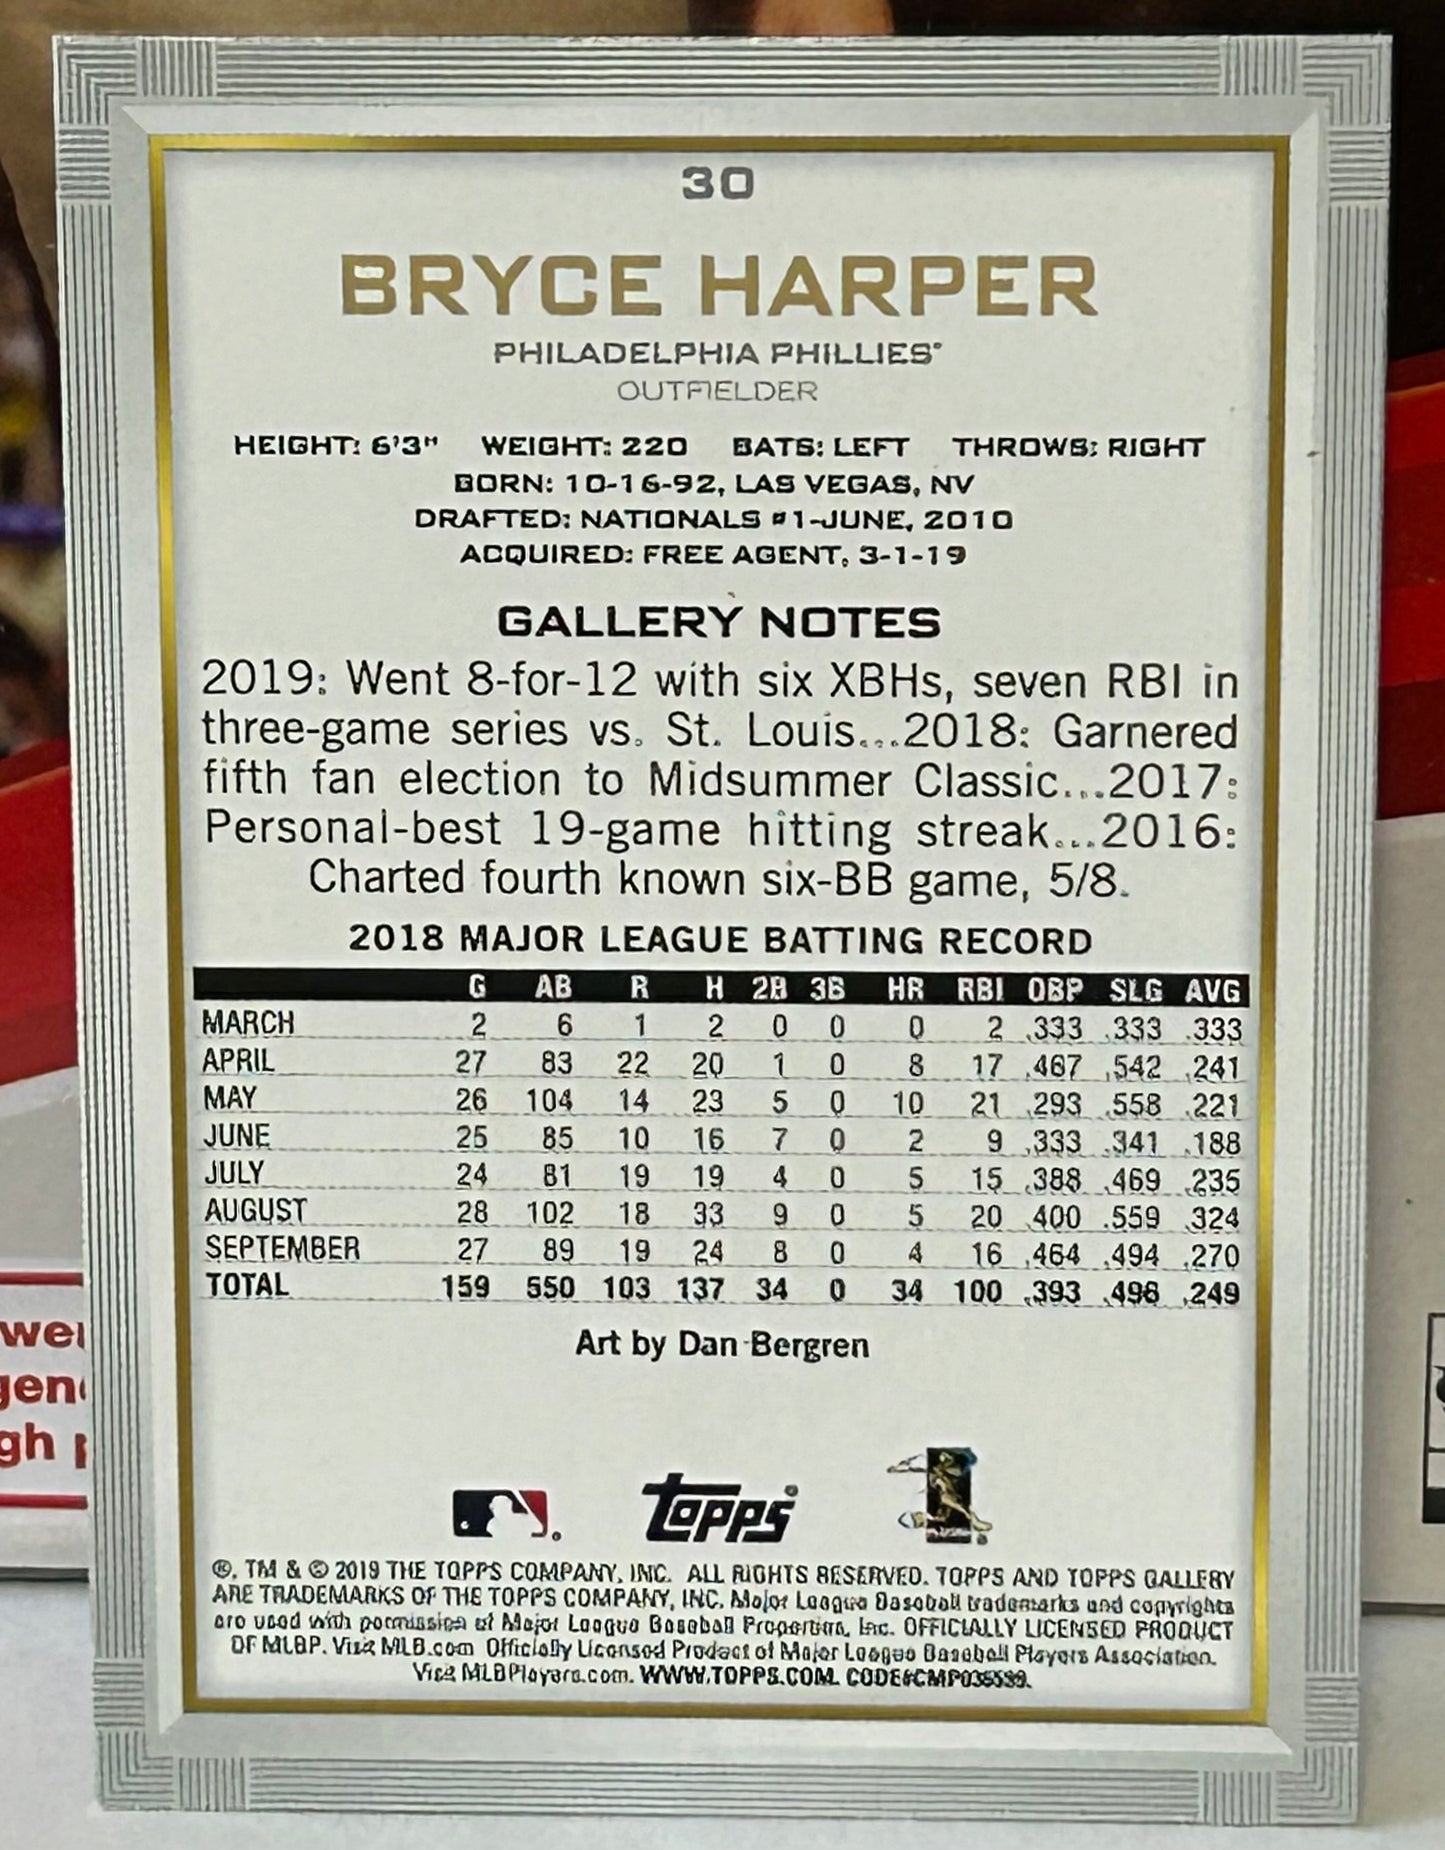 30
BRYCE HARPER
PHILADELPHIA PHILLIES®
OUTFIELDER
HEIGHT: 6'3" WEIGHT: 220 BATS: LEFT THROWS: RIGHT
BORN: 10-16-92, LAS VEGAS, NV
DRAFTED: NATIONALS #1-JUNE, 2010
ACQUIRED: FREE AGENT, 3-1-19
GALLERY NOTES
2019: Went 8-for-12 with six XBHs, seven RBI in
three-game series vs. St. Louis...2018: Garnered
fifth fan election to Midsummer Classic...2017:
Personal-best 19-game hitting streak...2016:
Charted fourth known six-BB game, 5/8.
2018 MAJOR LEAGUE BATTING RECORD
G AB R H 2B 3B HR RBI OBP SLG AVG
MARCH 2 6 1 2 0 0 0 2 .333 .333 .333
APRIL 27 83 22 20 1 0 8 17 .467 .542 .241
MAY 26 104 14 23 5 0 10 21 .293 .558 .221
JUNE 25 85 10 16 7 0 2 9 .333 .341 .188
JULY 24 81 19 19 4 0 5 15 .388 .469 .235
AUGUST 28 102 18 33 9 0 5 20 .400 .559 .324
SEPTEMBER 27 89 19 24 8 0 4 16 .464 .494 .270
TOTAL 159 550 103 137 34 0 34 100 .393 .496 .249
Art by Dan Bergren
topps
®, TM & © 2019 THE TOPPS COMPANY, INC. ALL RIGHTS RESERVED. TOPPS AND TOPPS GALLERY
ARE TRADEMARKS OF THE TOPPS COMPANY, INC. Major League Baseball trademarks and copyrights
are used with permission of Major League Baseball Properties, Inc. OFFICIALLY LICENSED PRODUCT
OF MLBP. Visit MLB.com Officially Licensed Product of Major League Baseball Players Association.
Visit MLBPlayers.com. WWW.TOPPS.COM.
gh